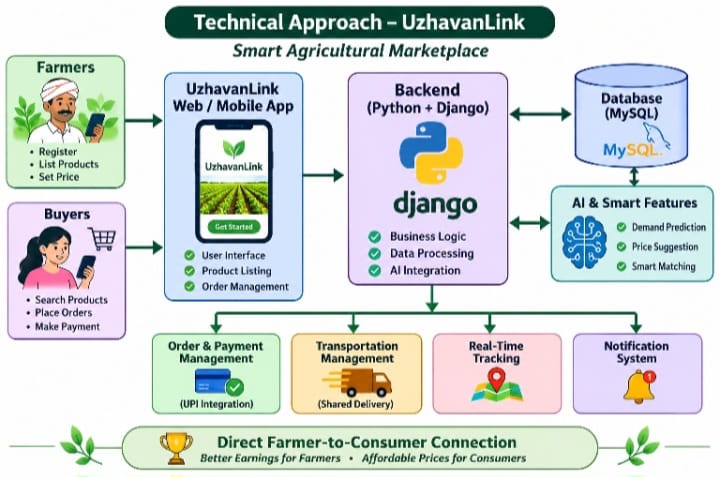 Technical Approach – UzhavanLink
Smart Agricultural Marketplace
Farmers
• Register
• List Products
• Set Price
Buyers
• Search Products
• Place Orders
• Make Payment
UzhavanLink
Web / Mobile App
UzhavanLink
Get Started
User Interface
Product Listing
Order Management
Backend
(Python + Django)
django
Business Logic
Data Processing
AI Integration
Database
(MySQL)
MySQL.
AI & Smart Features
Demand Prediction
Price Suggestion
Smart Matching
Order & Payment
Management
(UPI Integration)
Transportation
Management
(Shared Delivery)
Real-Time
Tracking
Notification
System
1
Direct Farmer-to-Consumer Connection
Better Earnings for Farmers • Affordable Prices for Consumers